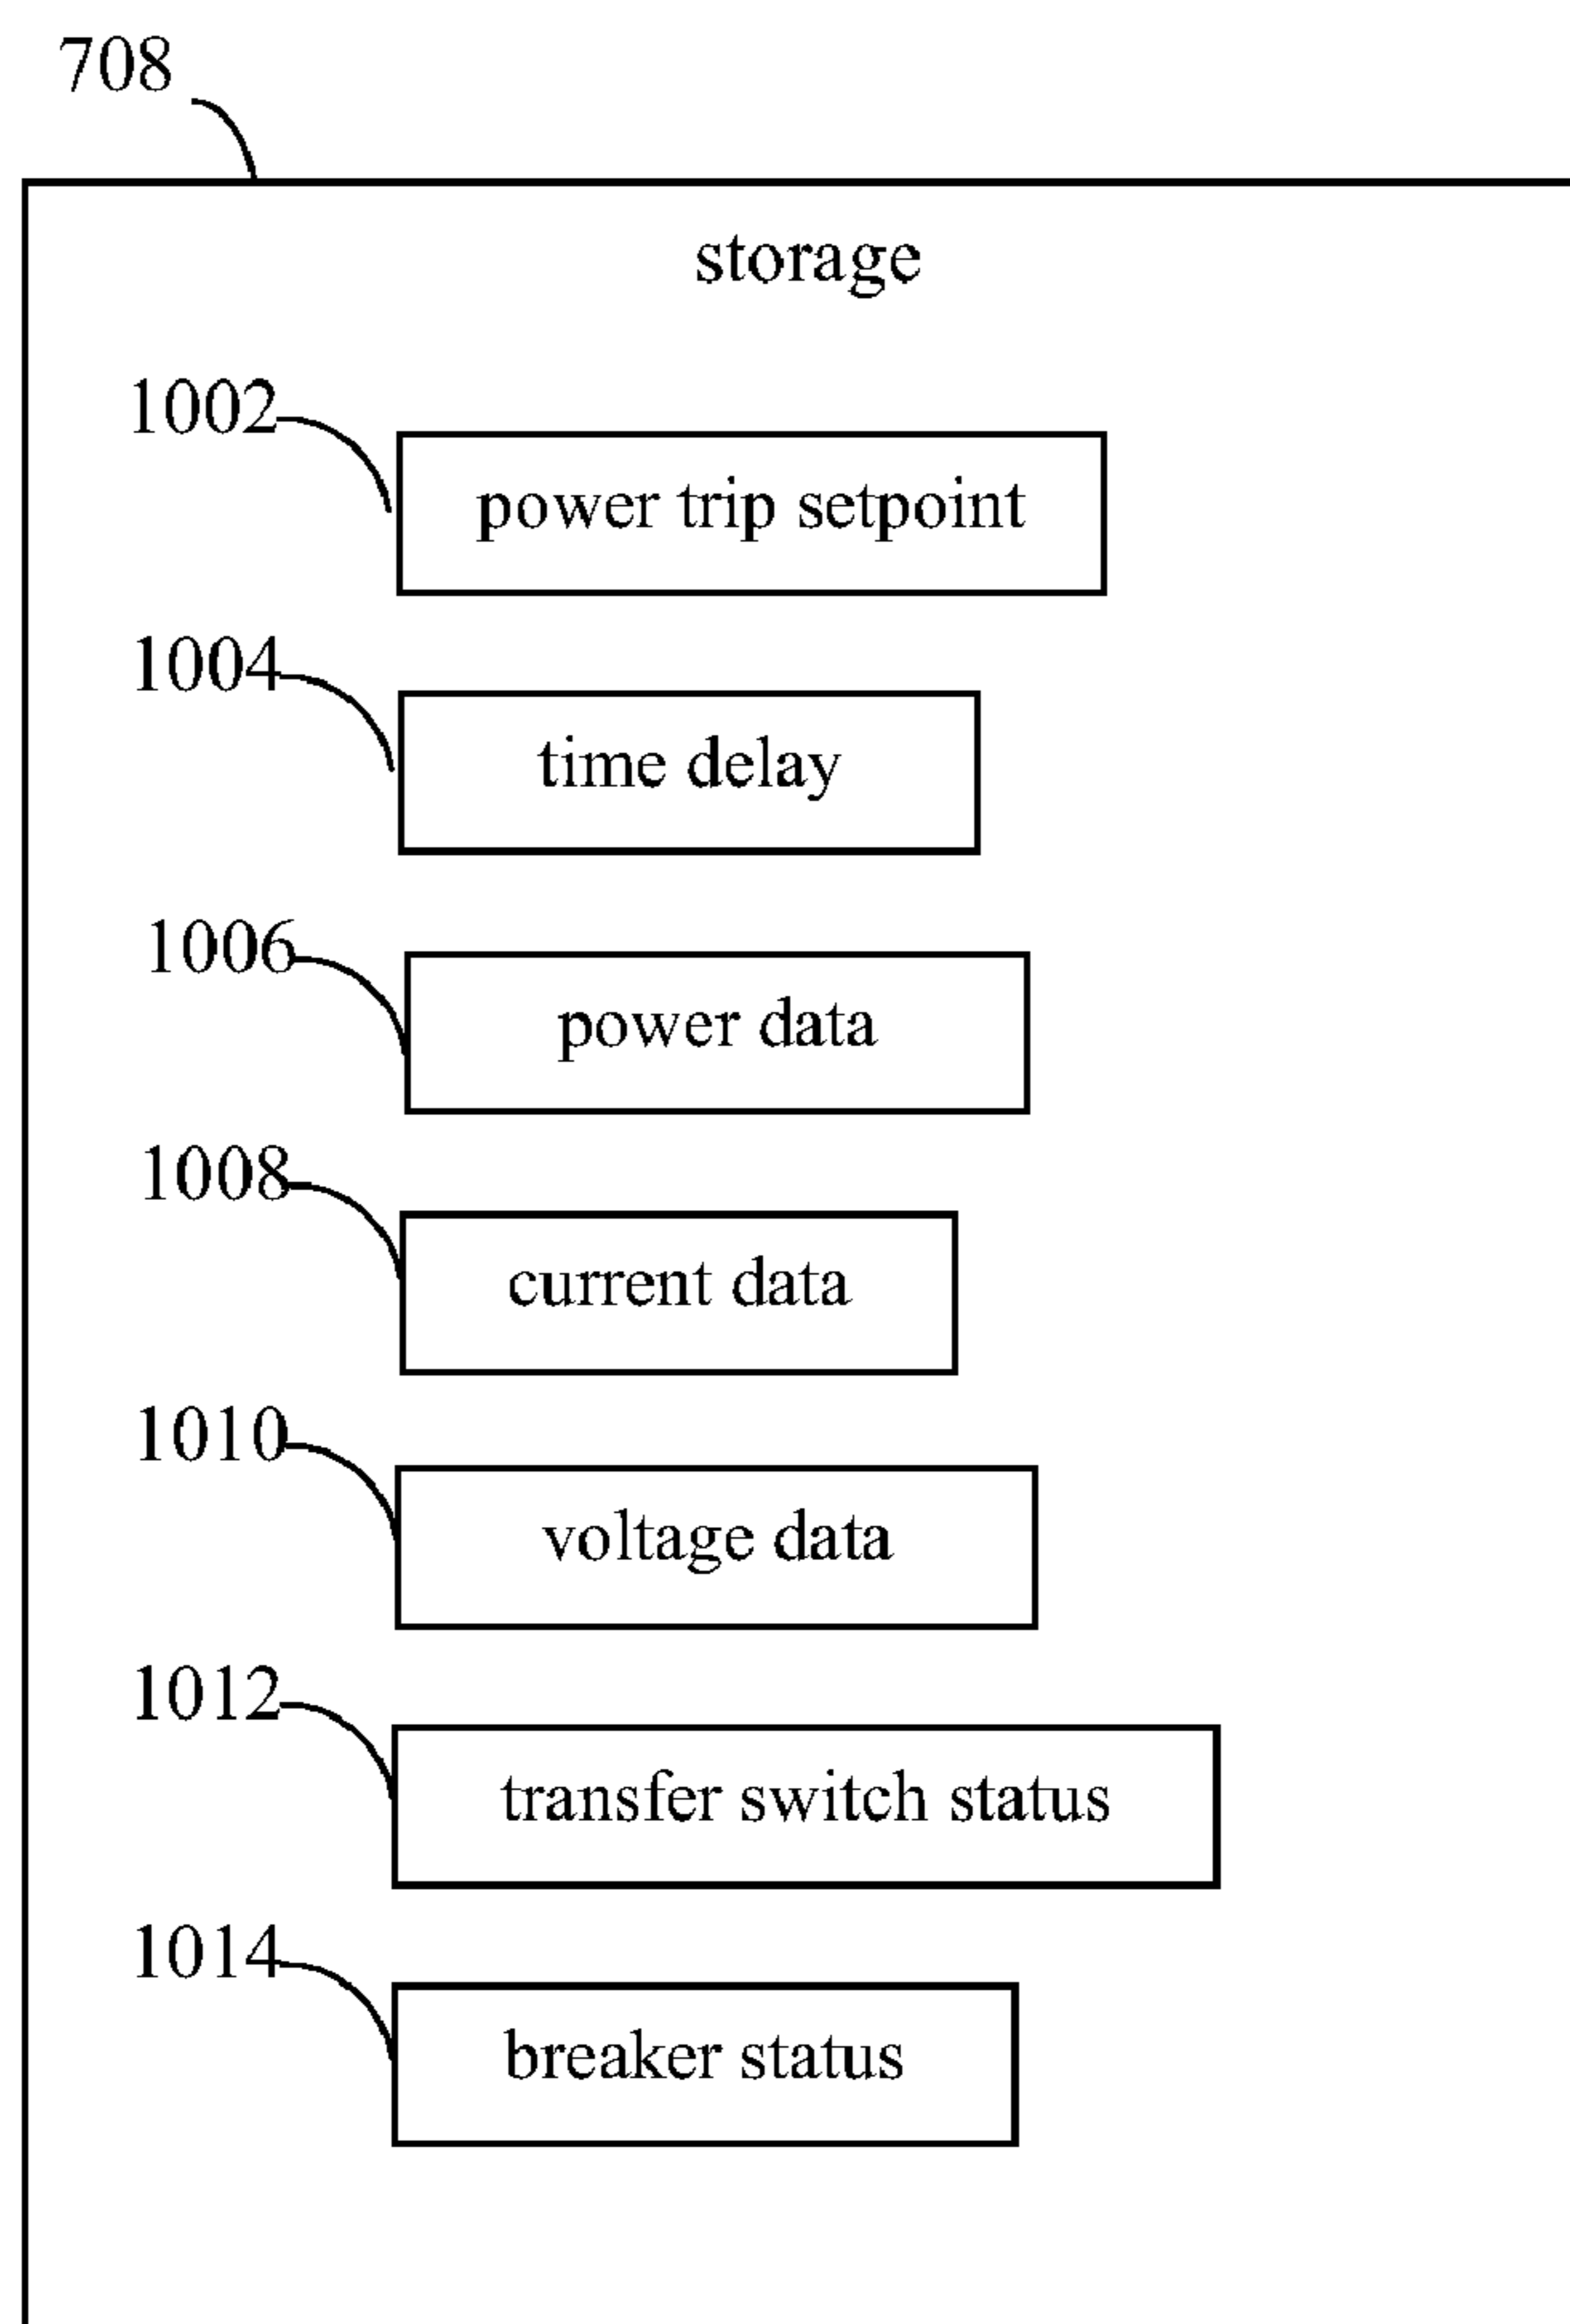 708
storage
1002
power trip setpoint
1004
time delay
1006
power data
1008
current data
1010
voltage data
1012
transfer switch status
1014
breaker status